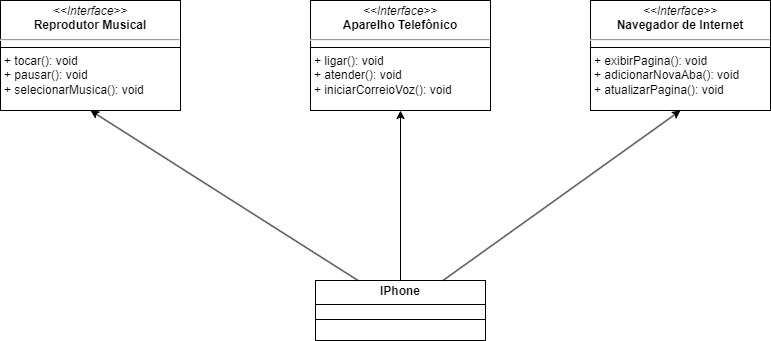 <<Interface>>
Reprodutor Musical
+ tocar(): void
+ pausar(): void
+ selecionarMusica(): void
<<Interface>>
Aparelho Telefônico
+ ligar(): void
+ atender(): void
+ iniciarCorreioVoz(): void
<<Interface>>
Navegador de Internet
+ exibirPagina(): void
+ adicionarNovaAba(): void
+ atualizarPagina(): void
IPhone